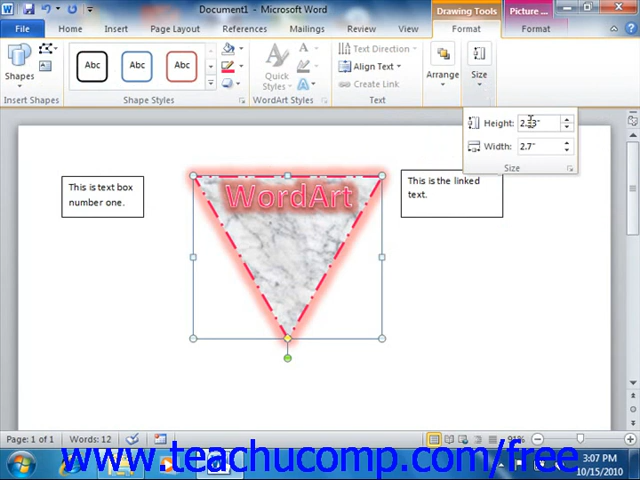 Document1 - Microsoft Word
Drawing Tools
Picture ...
File
Home
Insert
Page Layout
References
Mailings
Review
View
Format
Format
Shapes
Abc
Abc
Abc
Quick
Styles
Text Direction
Align Text
Create Link
Arrange
Size
Insert Shapes
Shape Styles
WordArt Styles
Text
Height:
Width: 2.7"
Size
This is text box
number one.
WordArt
This is the linked
text.
Page: 1 of 1
Words: 12
91%
www.teachucomp.com/free
3:07 PM
10/15/2010